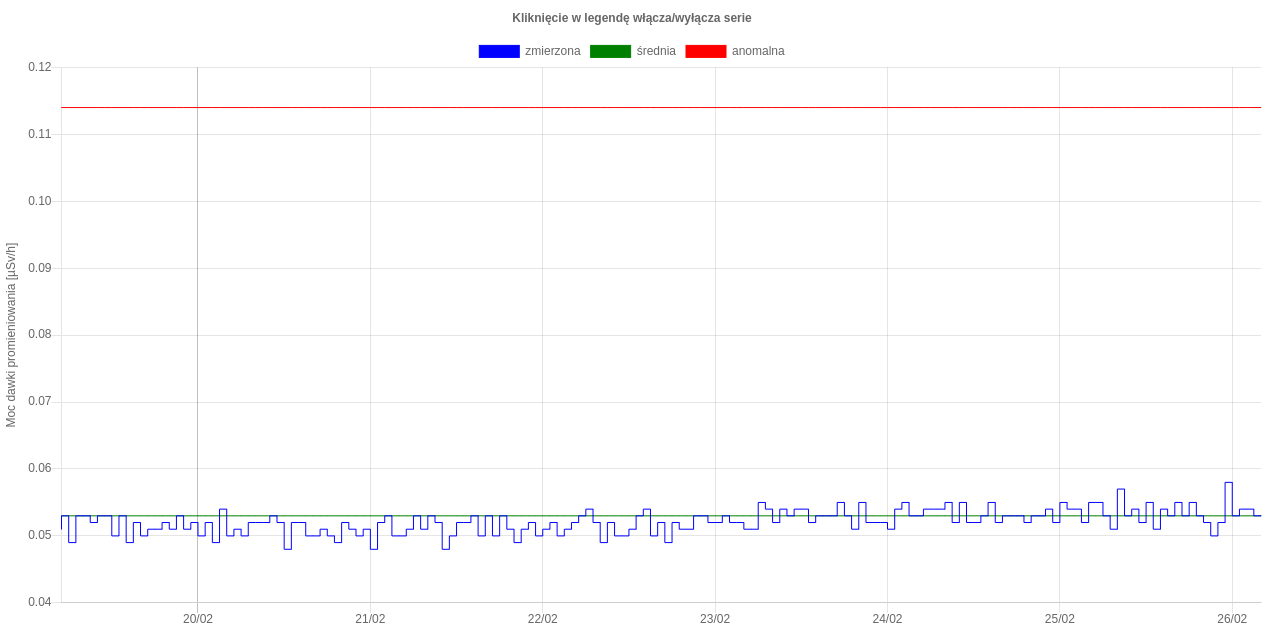 Kliknięcie w legendę włącza/wyłącza serie
zmierzona średnia anomalna
Moc dawki promieniowania [µSv/h]
0.12
0.11
0.10
0.09
0.08
0.07
0.06
0.05
0.04
20/02 21/02 22/02 23/02 24/02 25/02 26/02